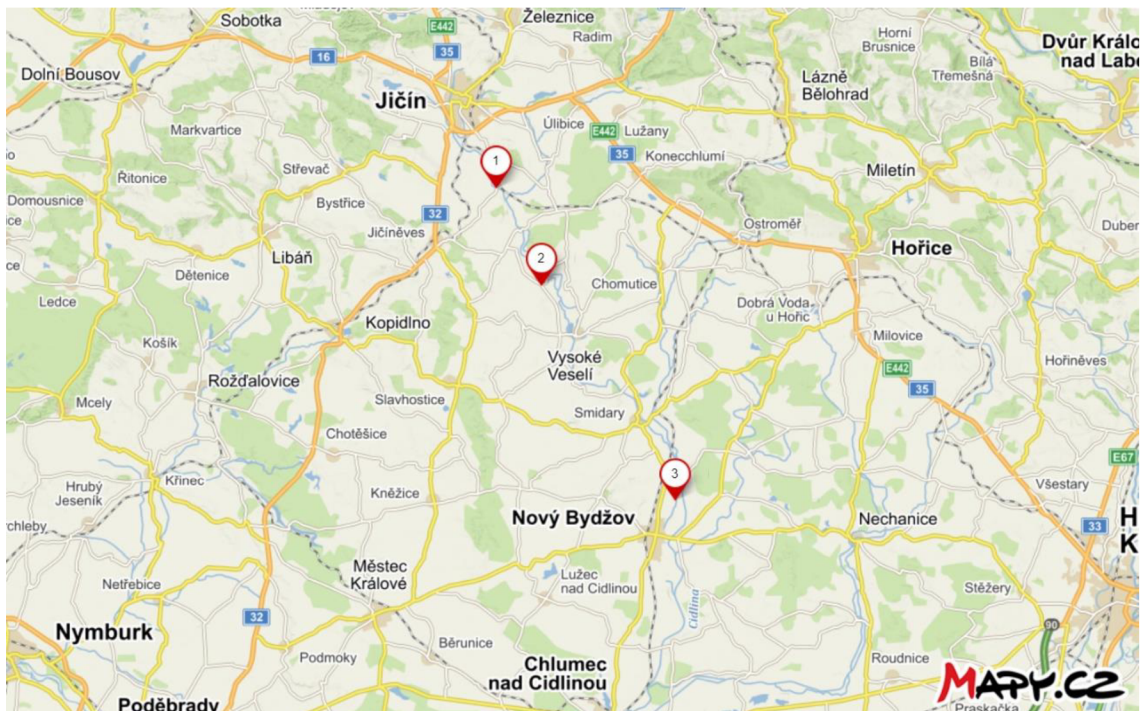 Sobotka
E442
Železnice
Radim
Horní
Brusnice
Dvůr Králo
nad Labe
16
35
Dolní Bousov
Lázně
Bělohrad
Bílá
Třemešná
Jičín
Markvartice
Úlibice
E442
Lužany
35
Konecchlumí
Střevač
1
Miletín
Řitonice
Domousnice
Bystřice
32
Ostroměř
Duber
Jičíněves
Hořice
Libáň
2
Dětenice
Chomutice
Ledce
Dobrá Voda
u Hořic
Kopidlno
Milovice
Košík
Vysoké
Veselí
E442
Hořiněves
Rožďalovice
35
Mcely
Slavhostice
Smidary
Chotěšice
E67
3
Křinec
Všestary
Hrubý
Jeseník
Kněžice
rchleby
Nový Bydžov
Nechanice
33
H
K
Městec
Králové
Netřebice
Lužec
nad Cidlinou
Stěžery
Cidlina
32
90
Nymburk
Běrunice
Podmoky
Chlumec
nad Cidlinou
Roudnice
Poděbrady
MAPY.CZ
Praskačka